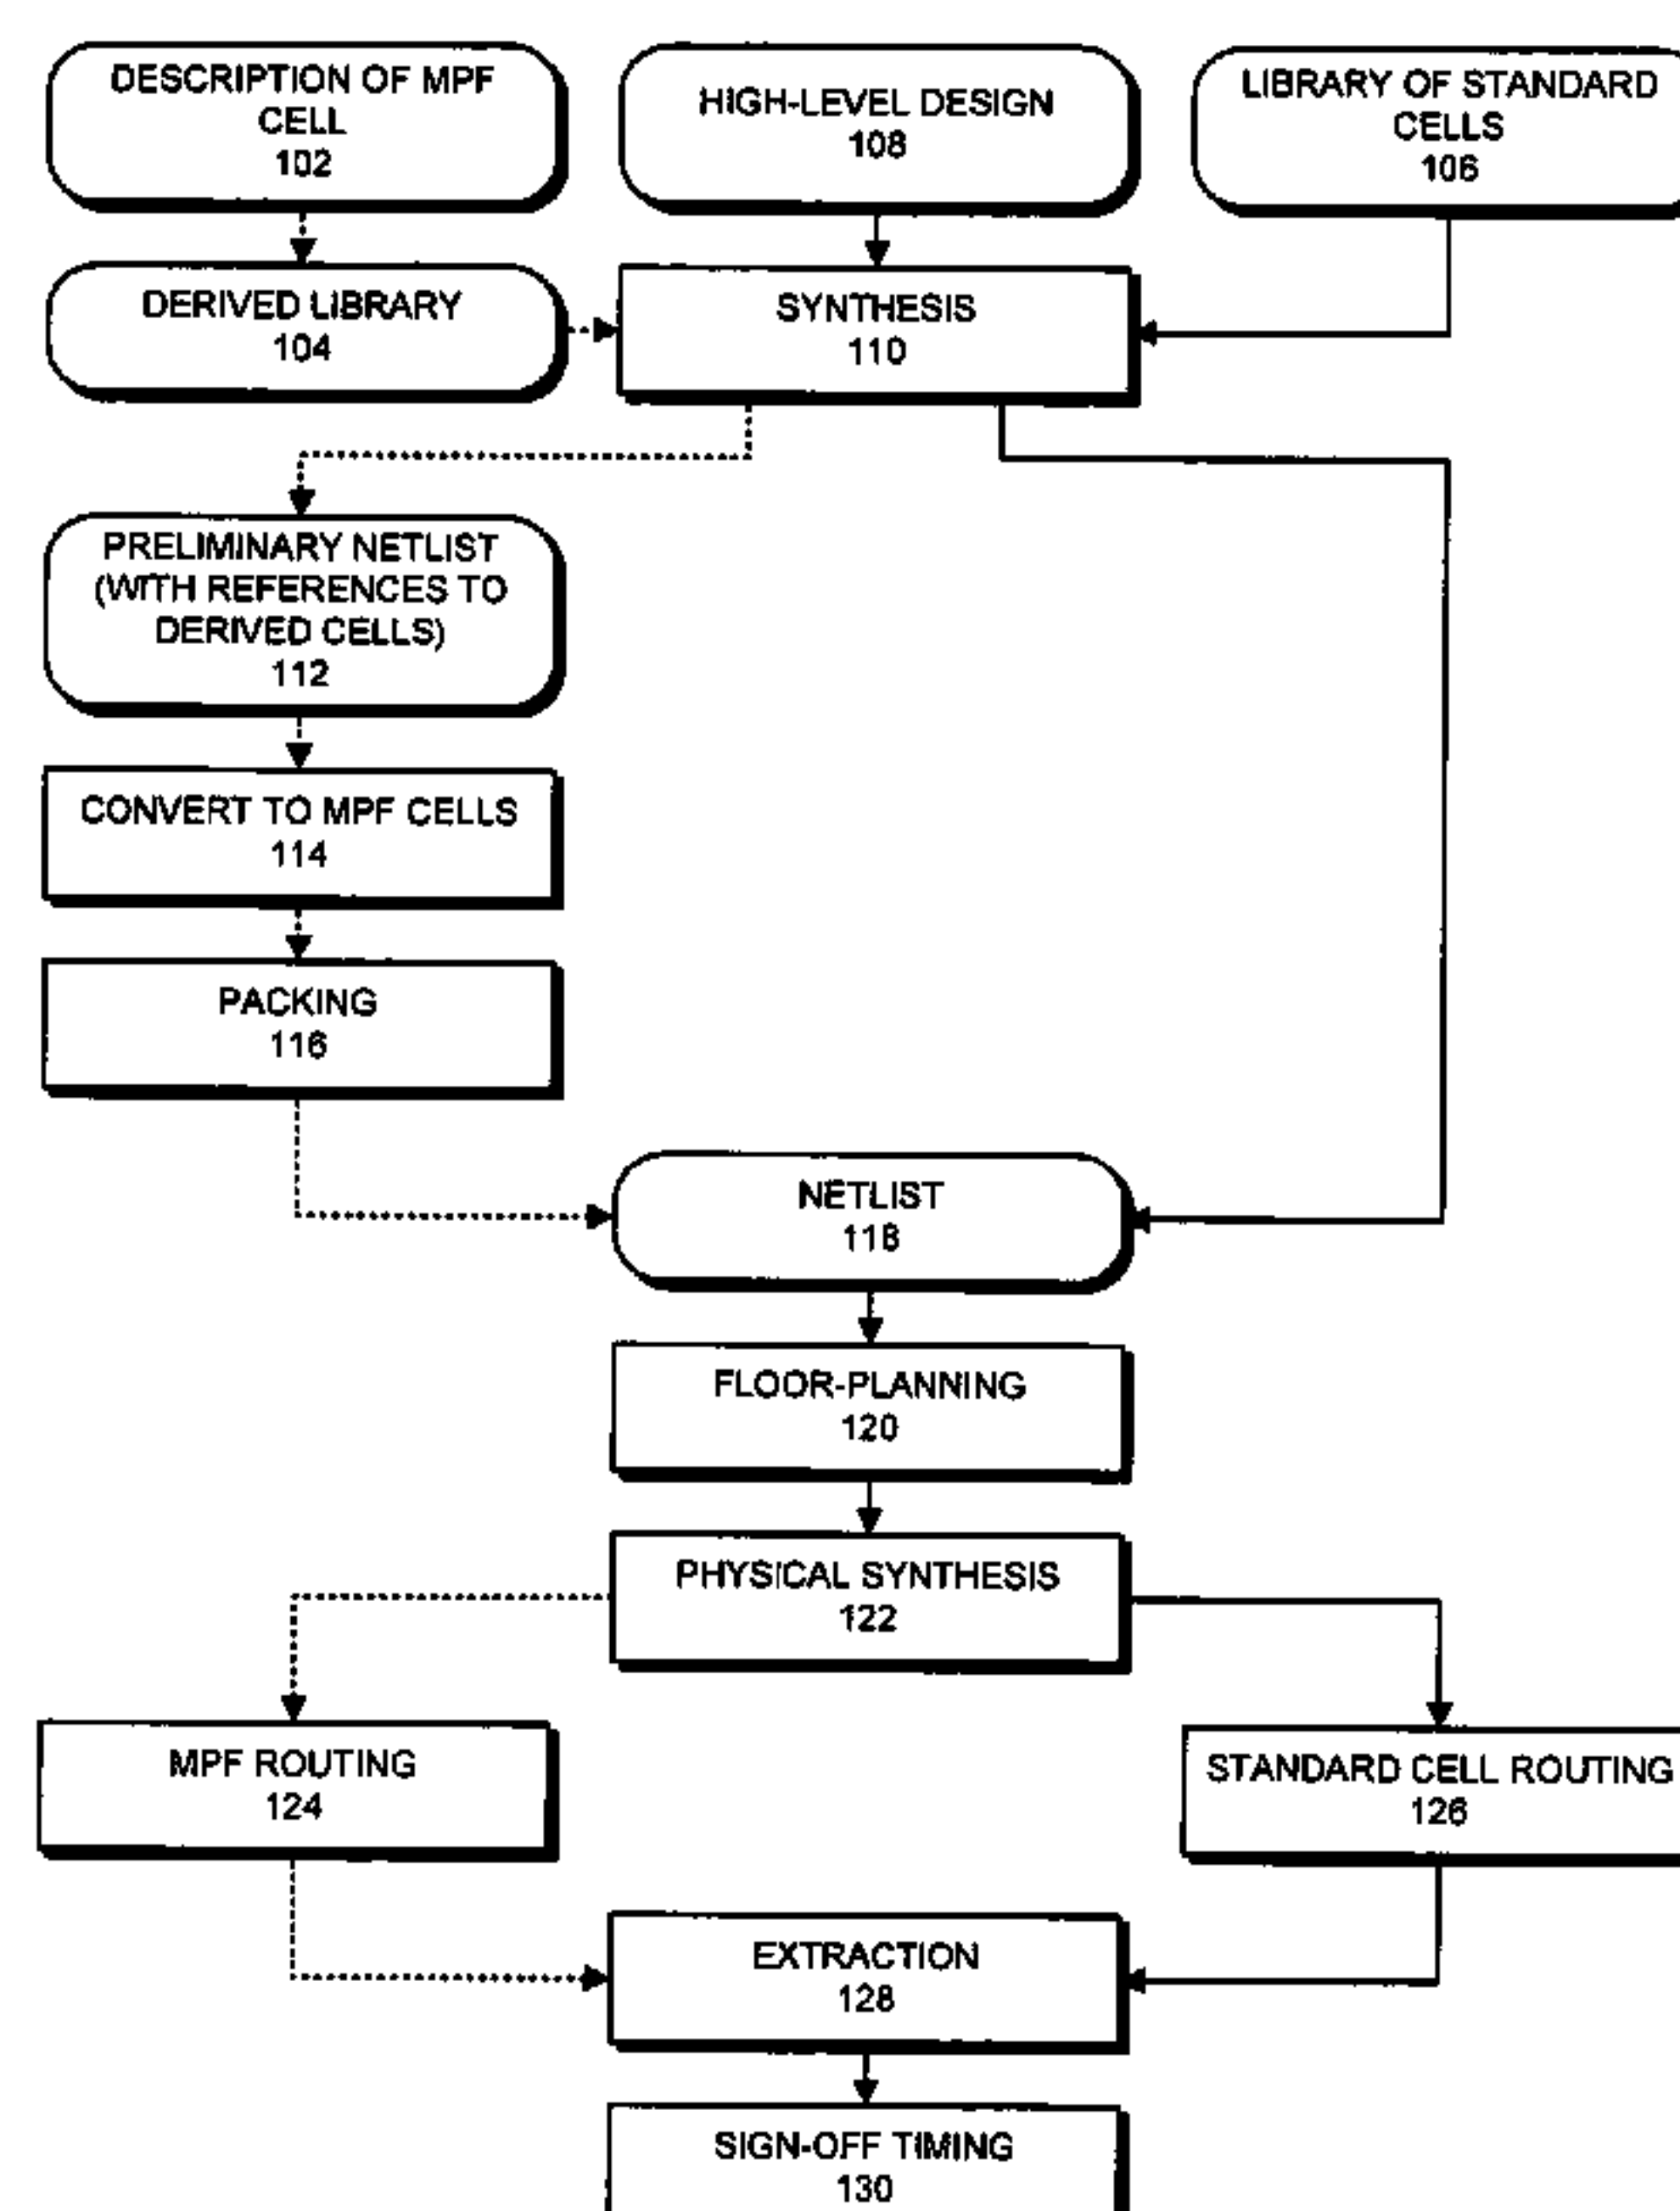 DESCRIPTION OF MPF
CELL
102
HIGH-LEVEL DESIGN
108
LIBRARY OF STANDARD
CELLS
106
DERIVED LIBRARY
104
SYNTHESIS
110
PRELIMINARY NETLIST
(WITH REFERENCES TO
DERIVED CELLS)
112
CONVERT TO MPF CELLS
114
PACKING
116
NETLIST
118
FLOOR-PLANNING
120
PHYSICAL SYNTHESIS
122
MPF ROUTING
124
STANDARD CELL ROUTING
126
EXTRACTION
128
SIGN-OFF TIMING
130